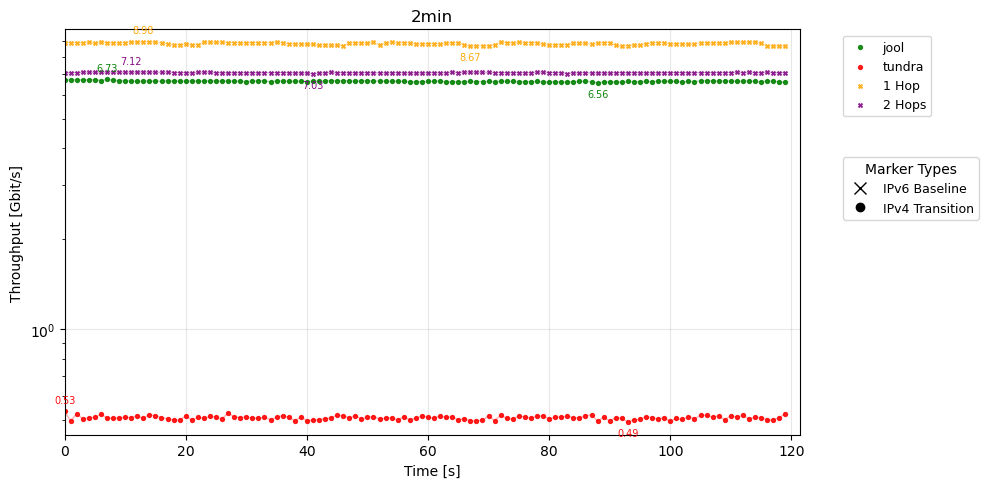 2min
8.98
8.67
7.12
6.73
7.03
6.56
0.53
0.49
Throughput [Gbit/s]
10⁰
0 20 40 60 80 100 120
Time [s]
jool
tundra
1 Hop
2 Hops
Marker Types
IPv6 Baseline
IPv4 Transition